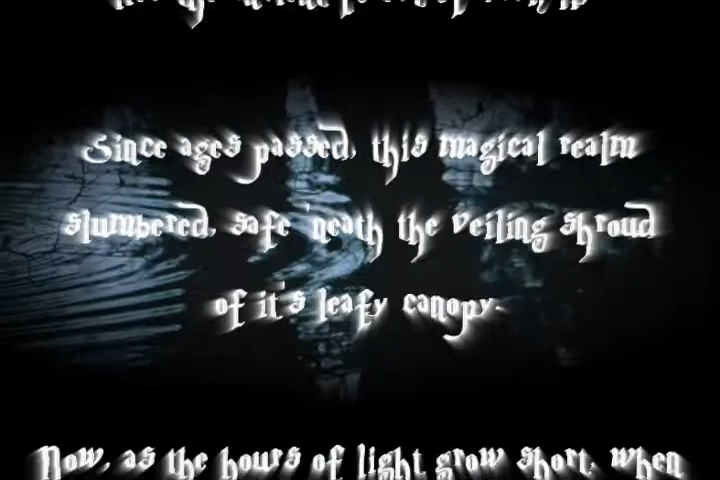 Since ages passed, this magical realm
slumbered, safe 'neath the veiling shroud
of it's leafy canopy.
Now, as the hours of light grow short, when